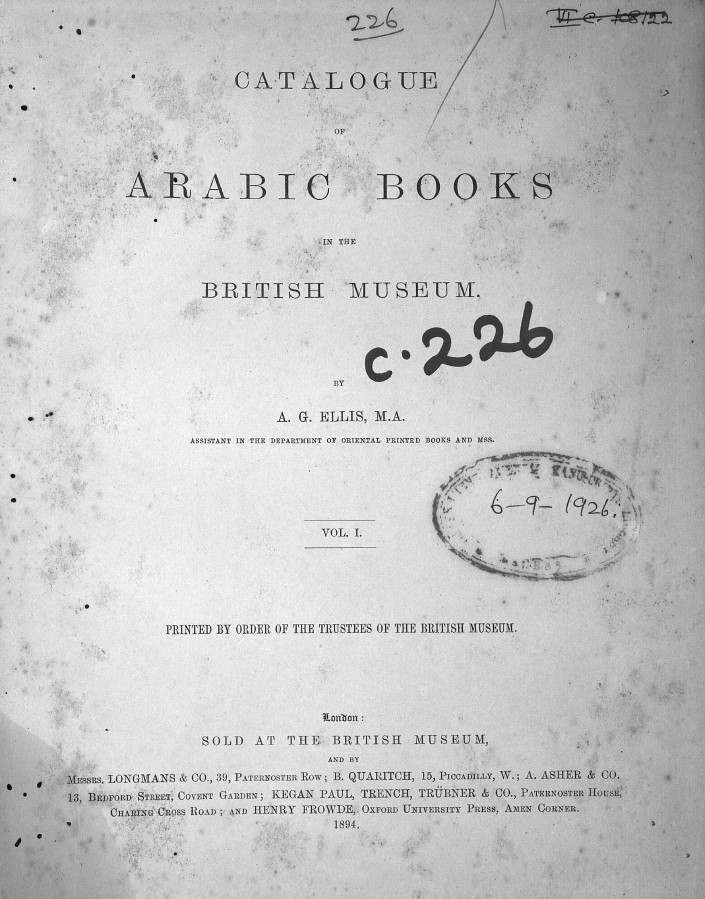 226
CATALOGUE
OF
ARABIC BOOKS
IN THE
BRITISH MUSEUM.
C.226
BY
A. G. ELLIS, M.A.
ASSISTANT IN THE DEPARTMENT OF ORIENTAL PRINTED BOOKS AND MSS.
6-9-1926.
VOL. I.
PRINTED BY ORDER OF THE TRUSTEES OF THE BRITISH MUSEUM.
London:
SOLD AT THE BRITISH MUSEUM,
AND BY
MESSRS. LONGMANS & CO., 39, PATERNOSTER ROW; B. QUARITCH, 15, PICCADILLY, W.; A. ASHER & CO.
13, BEDFORD STREET, COVENT GARDEN; KEGAN PAUL, TRENCH, TRÜBNER & CO., PATERNOSTER HOUSE,
CHARING CROSS ROAD; AND HENRY FROWDE, OXFORD UNIVERSITY PRESS, AMEN CORNER.
1894.